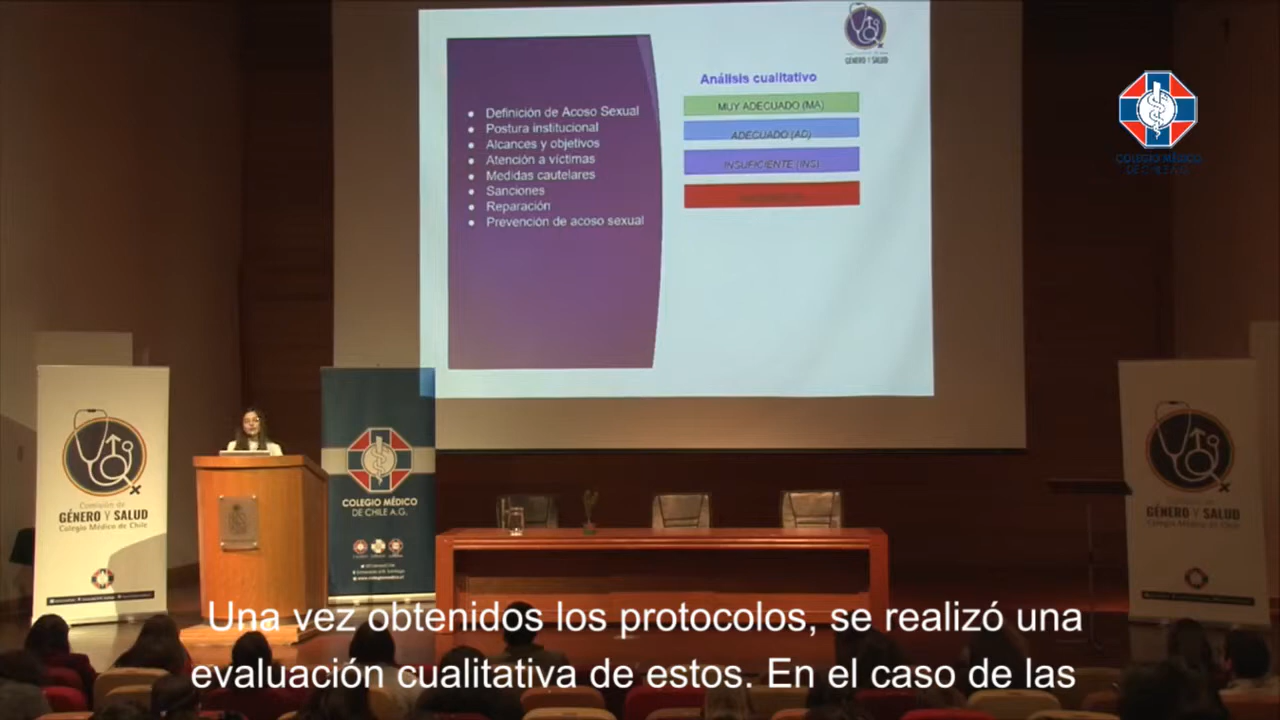 GÉNERO Y SALUD
Análisis cualitativo
• Definición de Acoso Sexual
• Postura institucional
• Alcances y objetivos
• Atención a víctimas
• Medidas cautelares
• Sanciones
• Reparación
• Prevención de acoso sexual
MUY ADECUADO (MA)
ADECUADO (AD)
INSUFICIENTE (INS)
COLEGIO MÉDICO
DE CHILE A.G.
Comisión de
GÉNERO Y SALUD
Colegio Médico de Chile
COLEGIO MÉDICO
DE CHILE A.G.
Comisión de
GÉNERO Y SALUD
Colegio Médico de Chile
Una vez obtenidos los protocolos, se realizó una
evaluación cualitativa de estos. En el caso de las